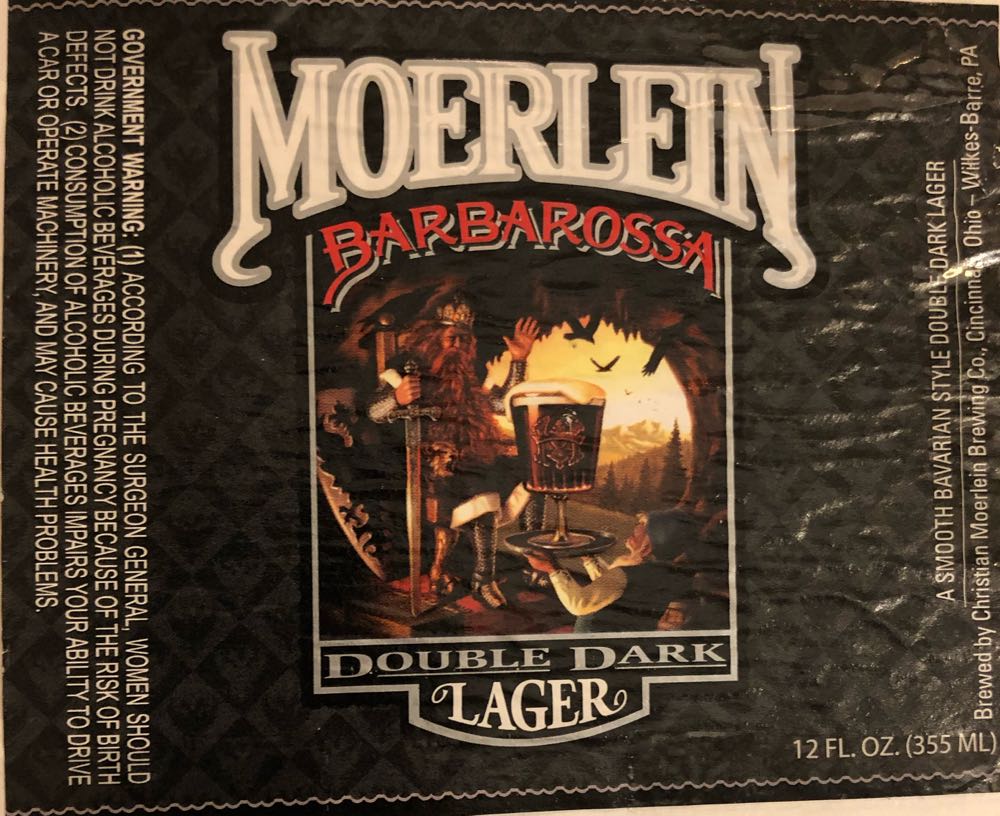 MOERLEIN
BARBAROSSA
DOUBLE DARK
LAGER
GOVERNMENT WARNING: (1) ACCORDING TO THE SURGEON GENERAL, WOMEN SHOULD
NOT DRINK ALCOHOLIC BEVERAGES DURING PREGNANCY BECAUSE OF THE RISK OF BIRTH
DEFECTS. (2) CONSUMPTION OF ALCOHOLIC BEVERAGES IMPAIRS YOUR ABILITY TO DRIVE
A CAR OR OPERATE MACHINERY, AND MAY CAUSE HEALTH PROBLEMS.
A SMOOTH BAVARIAN STYLE DOUBLE DARK LAGER
Brewed by Christian Moerlein Brewing Co., Cincinnati, Ohio – Wilkes-Barre, PA
12 FL. OZ. (355 ML)